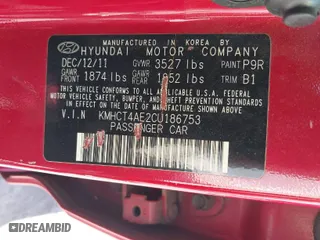 MANUFACTURED IN KOREA BY
HYUNDAI MOTOR COMPANY
DEC/12/11 GVWR 3527 lbs PAINT P9R
GAWR FRONT 1874 lbs GAWR REAR 1852 lbs TRIM B1
THIS VEHICLE CONFORMS TO ALL APPLICABLE
FEDERAL MOTOR VEHICLE SAFETY
BUMPER, AND THEFT PREVENTION STANDARDS
IN EFFECT ON THE DATE OF
MANUFACTURE SHOWN ABOVE.
V.I.N KMHCT4AE2CU186753
PASSENGER CAR
DREAMBID